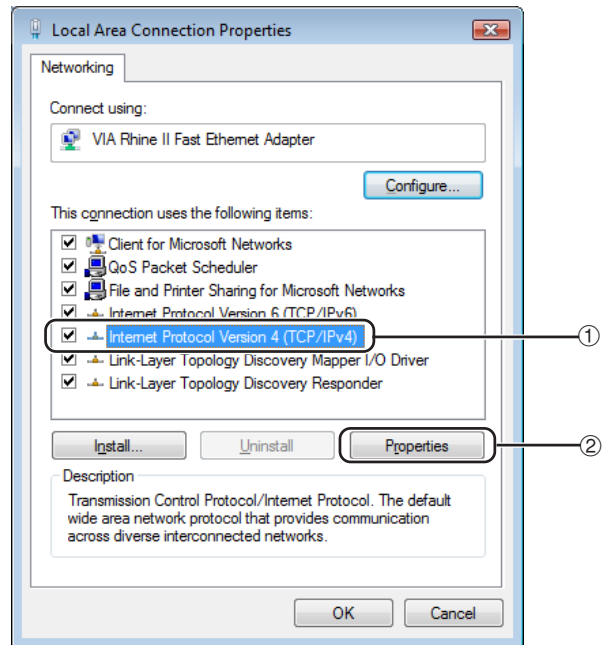 Local Area Connection Properties
Networking
Connect using:
VIA Rhine II Fast Ethernet Adapter
Configure...
This connection uses the following items:
Client for Microsoft Networks
QoS Packet Scheduler
File and Printer Sharing for Microsoft Networks
Internet Protocol Version 6 (TCP/IPv6)
Internet Protocol Version 4 (TCP/IPv4)
①
Link-Layer Topology Discovery Mapper I/O Driver
Link-Layer Topology Discovery Responder
Install...
Uninstall
Properties
②
Description
Transmission Control Protocol/Internet Protocol. The default
wide area network protocol that provides communication
across diverse interconnected networks.
OK
Cancel